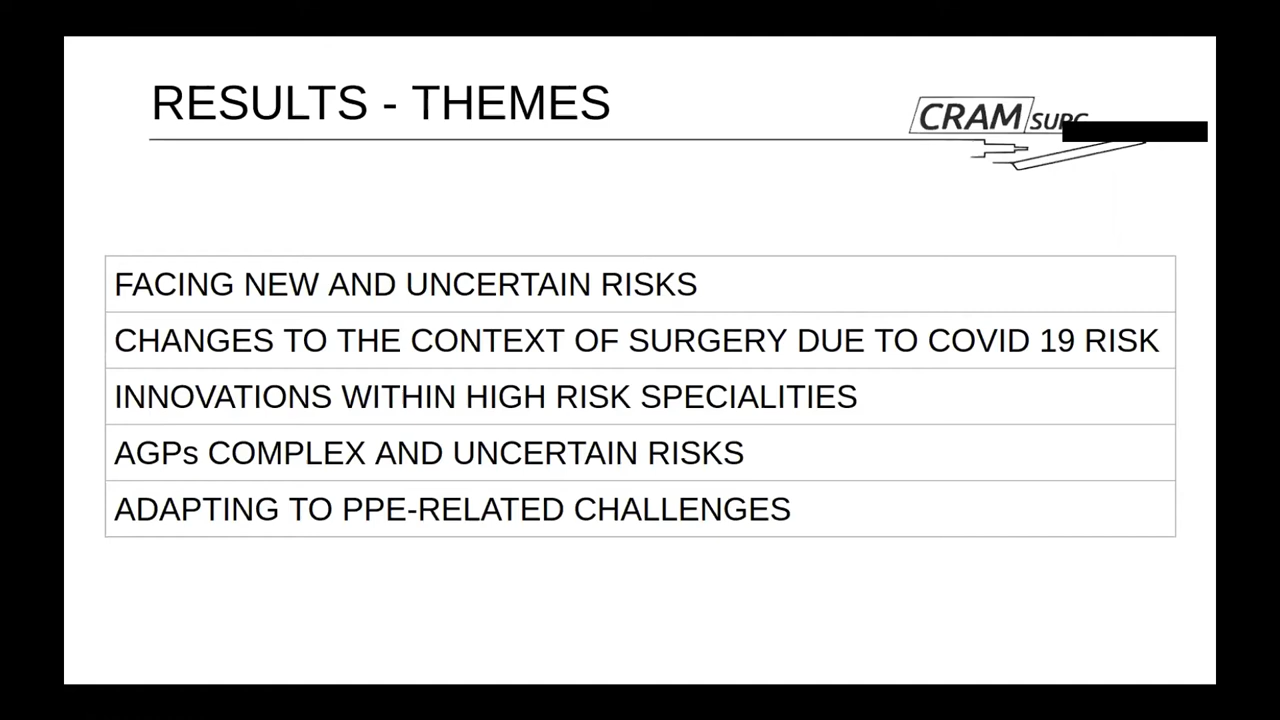 RESULTS - THEMES
CRAM
FACING NEW AND UNCERTAIN RISKS
CHANGES TO THE CONTEXT OF SURGERY DUE TO COVID 19 RISK
INNOVATIONS WITHIN HIGH RISK SPECIALITIES
AGPs COMPLEX AND UNCERTAIN RISKS
ADAPTING TO PPE-RELATED CHALLENGES